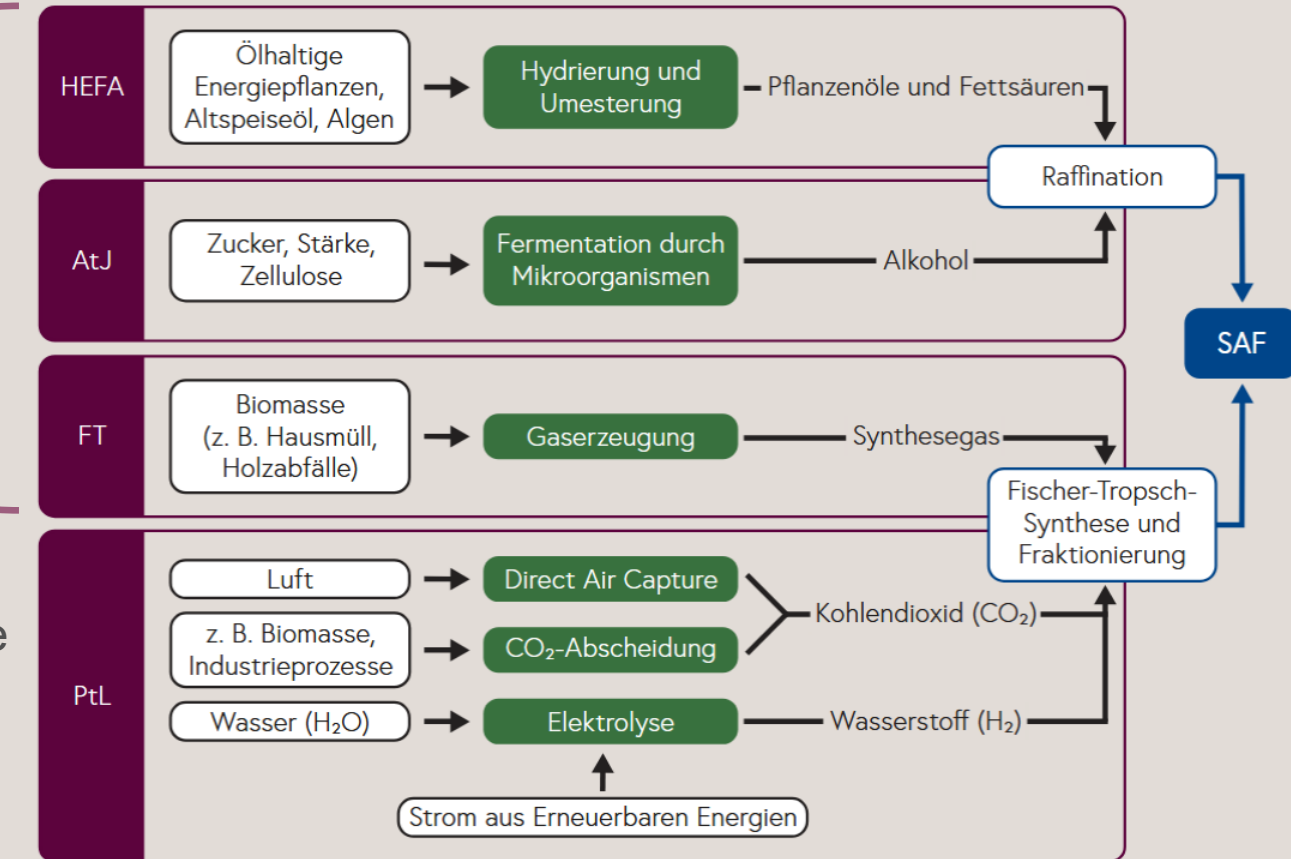 HEFA
Ölhaltige
Energiepflanzen,
Altspeiseöl, Algen
Hydrierung und
Umesterung
Pflanzenöle und Fettsäuren
Raffination
AtJ
Zucker, Stärke,
Zellulose
Fermentation durch
Mikroorganismen
Alkohol
SAF
FT
Biomasse
(z. B. Hausmüll,
Holzabfälle)
Gaserzeugung
Synthesegas
Fischer-Tropsch-
Synthese und
Fraktionierung
PtL
Luft
Direct Air Capture
z. B. Biomasse,
Industrieprozesse
CO₂-Abscheidung
Kohlendioxid (CO₂)
Wasser (H₂O)
Elektrolyse
Wasserstoff (H₂)
Strom aus Erneuerbaren Energien